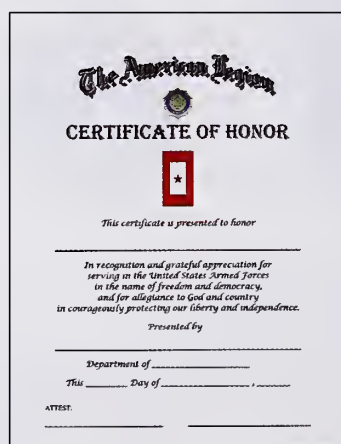 The American Legion
CERTIFICATE OF HONOR
This certificate is presented to honor
In recognition and grateful appreciation for
serving in the United States Armed Forces
in the name of freedom and democracy,
and for allegiance to God and country
in courageously protecting our liberty and independence.
Presented by
Department of
This Day of ,
ATTEST: